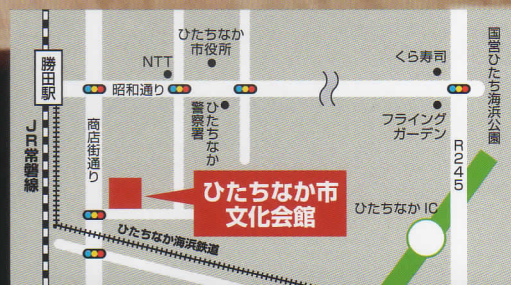 ひたちなか
市役所
NTT
くら寿司
国営ひたち海浜公園
勝田駅
昭和通り
ひたちなか
警察署
フライング
ガーデン
JR常磐線
商店街通り
R245
ひたちなか市
文化会館
ひたちなか IC
ひたちなか海浜鉄道